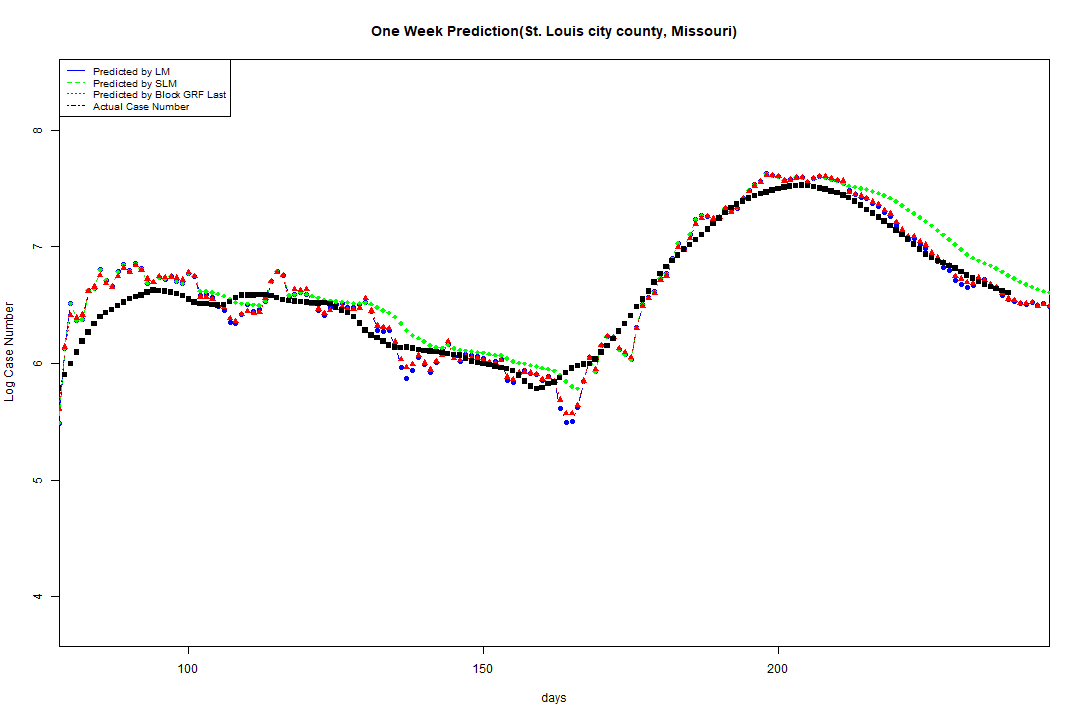 One Week Prediction(St. Louis city county, Missouri)
Predicted by LM
Predicted by SLM
Predicted by Block GRF Last
Actual Case Number
8
7
6
5
4
Log Case Number
100 150 200
days